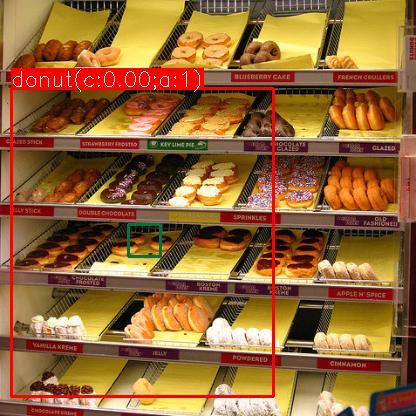 BLUEBERRY CAKE
FRENCH CRULLERS
donut(c:0.00;a:1)
GLAZED STICK
STRAWBERRY FROSTED
KEY LIME PIE
CHOCOLATE GLAZED
GLAZED
JELLY STICK
DOUBLE CHOCOLATE
SPRINKLES
OLD FASHIONED
CHOCOLATE FROSTED
BOSTON KREME
BOSTON KREME
APPLE N' SPICE
VANILLA KREME
JELLY
POWDERED
CINNAMON
CHOCOLATE KREME